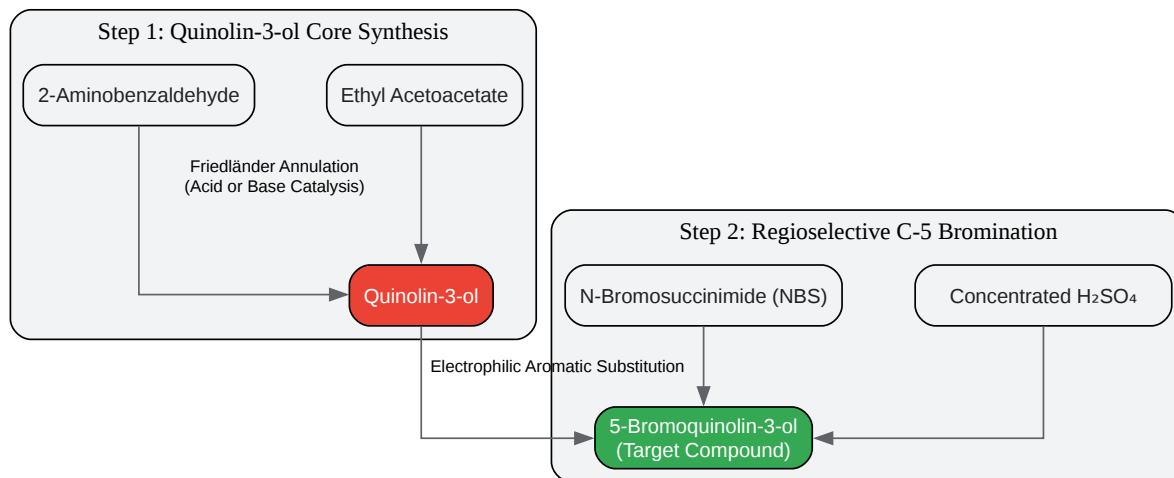 Step 1: Quinolin-3-ol Core Synthesis
2-Aminobenzaldehyde
Ethyl Acetoacetate
Friedländer Annulation
(Acid or Base Catalysis)
Quinolin-3-ol
Step 2: Regioselective C-5 Bromination
N-Bromosuccinimide (NBS)
Concentrated H₂SO₄
Electrophilic Aromatic Substitution
5-Bromoquinolin-3-ol
(Target Compound)